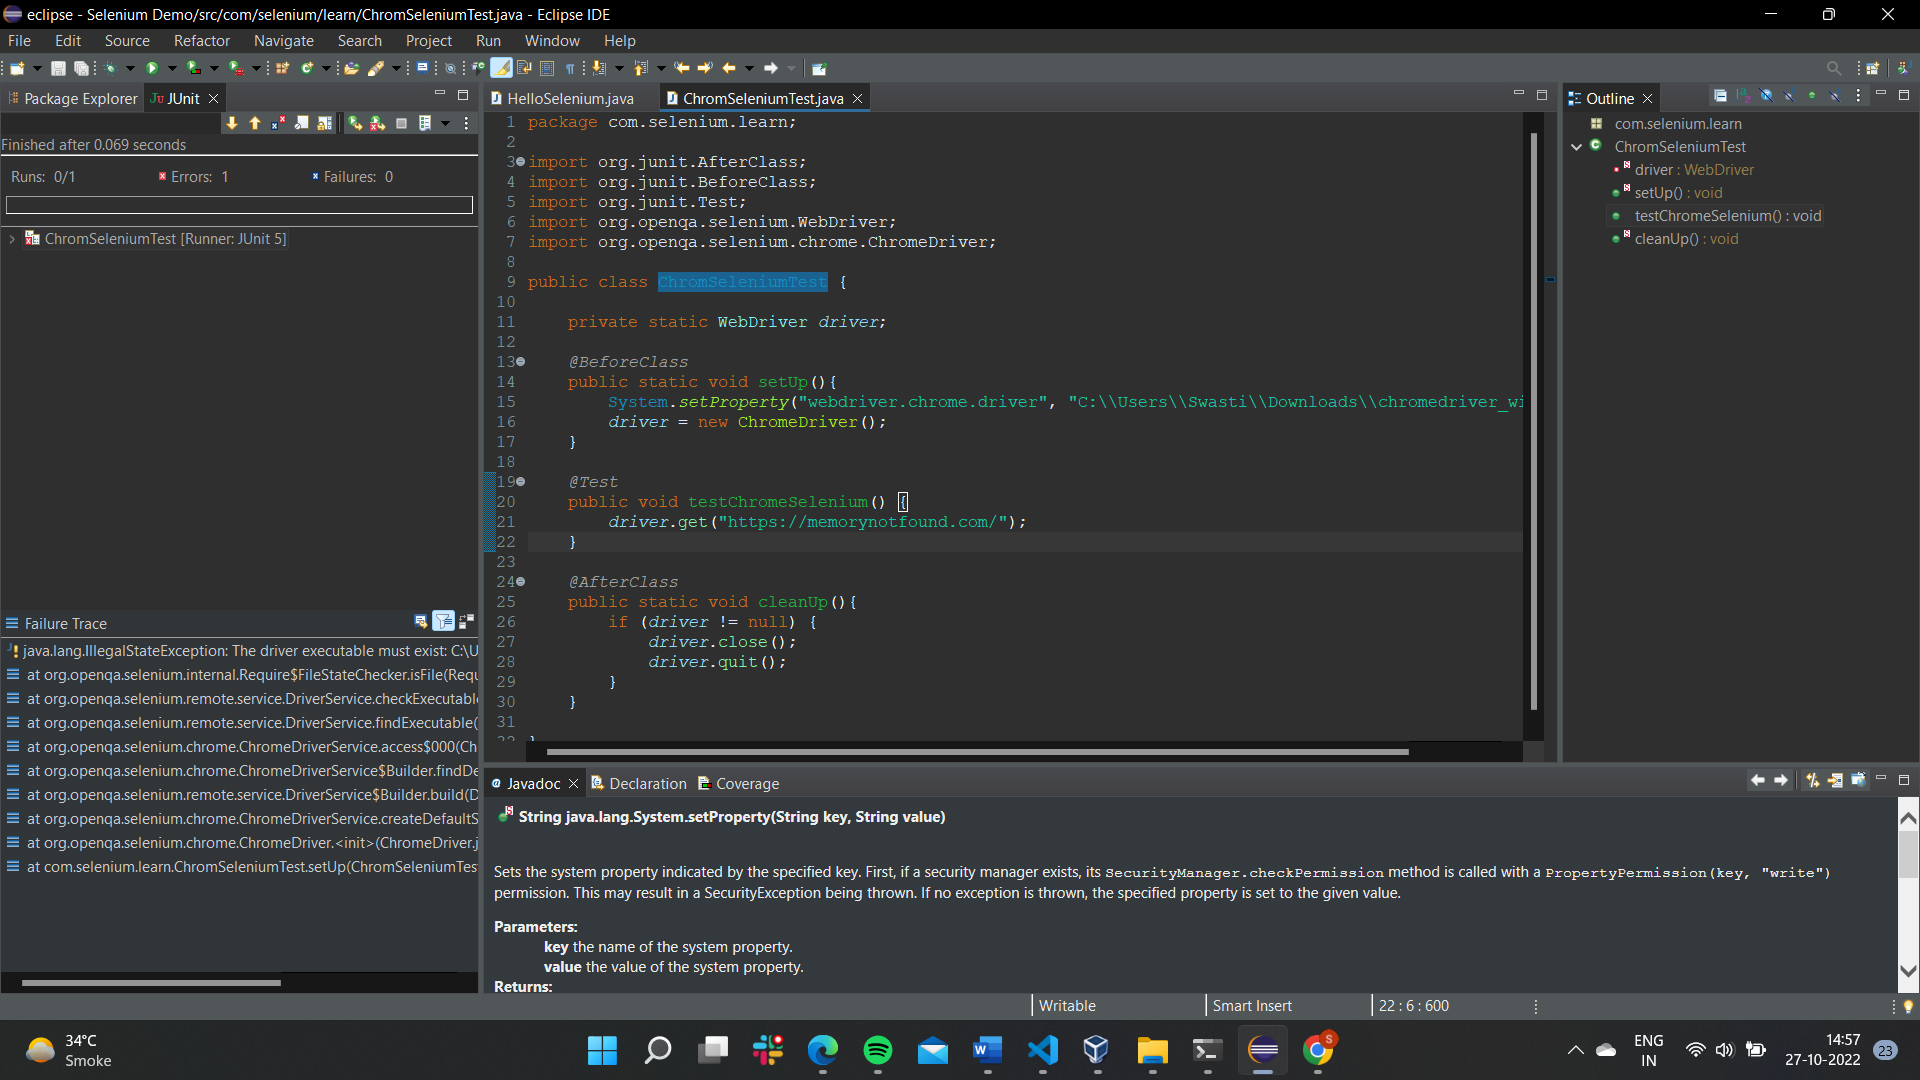 eclipse - Selenium Demo/src/com/selenium/learn/ChromSeleniumTest.java - Eclipse IDE
File Edit Source Refactor Navigate Search Project Run Window Help
Package Explorer JUnit
Finished after 0.069 seconds
Runs: 0/1 Errors: 1 Failures: 0
ChromSeleniumTest [Runner: JUnit 5]
Failure Trace
java.lang.IllegalStateException: The driver executable must exist: C:\U
at org.openqa.selenium.internal.Require$FileStateChecker.isFile(Requ
at org.openqa.selenium.remote.service.DriverService.checkExecutabl
at org.openqa.selenium.remote.service.DriverService.findExecutable(
at org.openqa.selenium.chrome.ChromeDriverService.access$000(Ch
at org.openqa.selenium.chrome.ChromeDriverService$Builder.findDe
at org.openqa.selenium.remote.service.DriverService$Builder.build(D
at org.openqa.selenium.chrome.ChromeDriverService.createDefaultS
at org.openqa.selenium.chrome.ChromeDriver.<init>(ChromeDriver.j
at com.selenium.learn.ChromSeleniumTest.setUp(ChromSeleniumTes
HelloSelenium.java ChromSeleniumTest.java
1 package com.selenium.learn;
2
3 import org.junit.AfterClass;
4 import org.junit.BeforeClass;
5 import org.junit.Test;
6 import org.openqa.selenium.WebDriver;
7 import org.openqa.selenium.chrome.ChromeDriver;
8
9 public class ChromSeleniumTest {
10
11 private static WebDriver driver;
12
13 @BeforeClass
14 public static void setUp(){
15 System.setProperty("webdriver.chrome.driver", "C:\\Users\\Swasti\\Downloads\\chromedriver_wi
16 driver = new ChromeDriver();
17 }
18
19 @Test
20 public void testChromeSelenium() {
21 driver.get("https://memorynotfound.com/");
22 }
23
24 @AfterClass
25 public static void cleanUp(){
26 if (driver != null) {
27 driver.close();
28 driver.quit();
29 }
30 }
31
32 }
Outline
com.selenium.learn
ChromSeleniumTest
driver : WebDriver
setUp() : void
testChromeSelenium() : void
cleanUp() : void
Javadoc Declaration Coverage
String java.lang.System.setProperty(String key, String value)
Sets the system property indicated by the specified key. First, if a security manager exists, its SecurityManager.checkPermission method is called with a PropertyPermission(key, "write")
permission. This may result in a SecurityException being thrown. If no exception is thrown, the specified property is set to the given value.
Parameters:
key the name of the system property.
value the value of the system property.
Returns:
Writable Smart Insert 22 : 6 : 600
34°C
Smoke
ENG
IN
14:57
27-10-2022
23